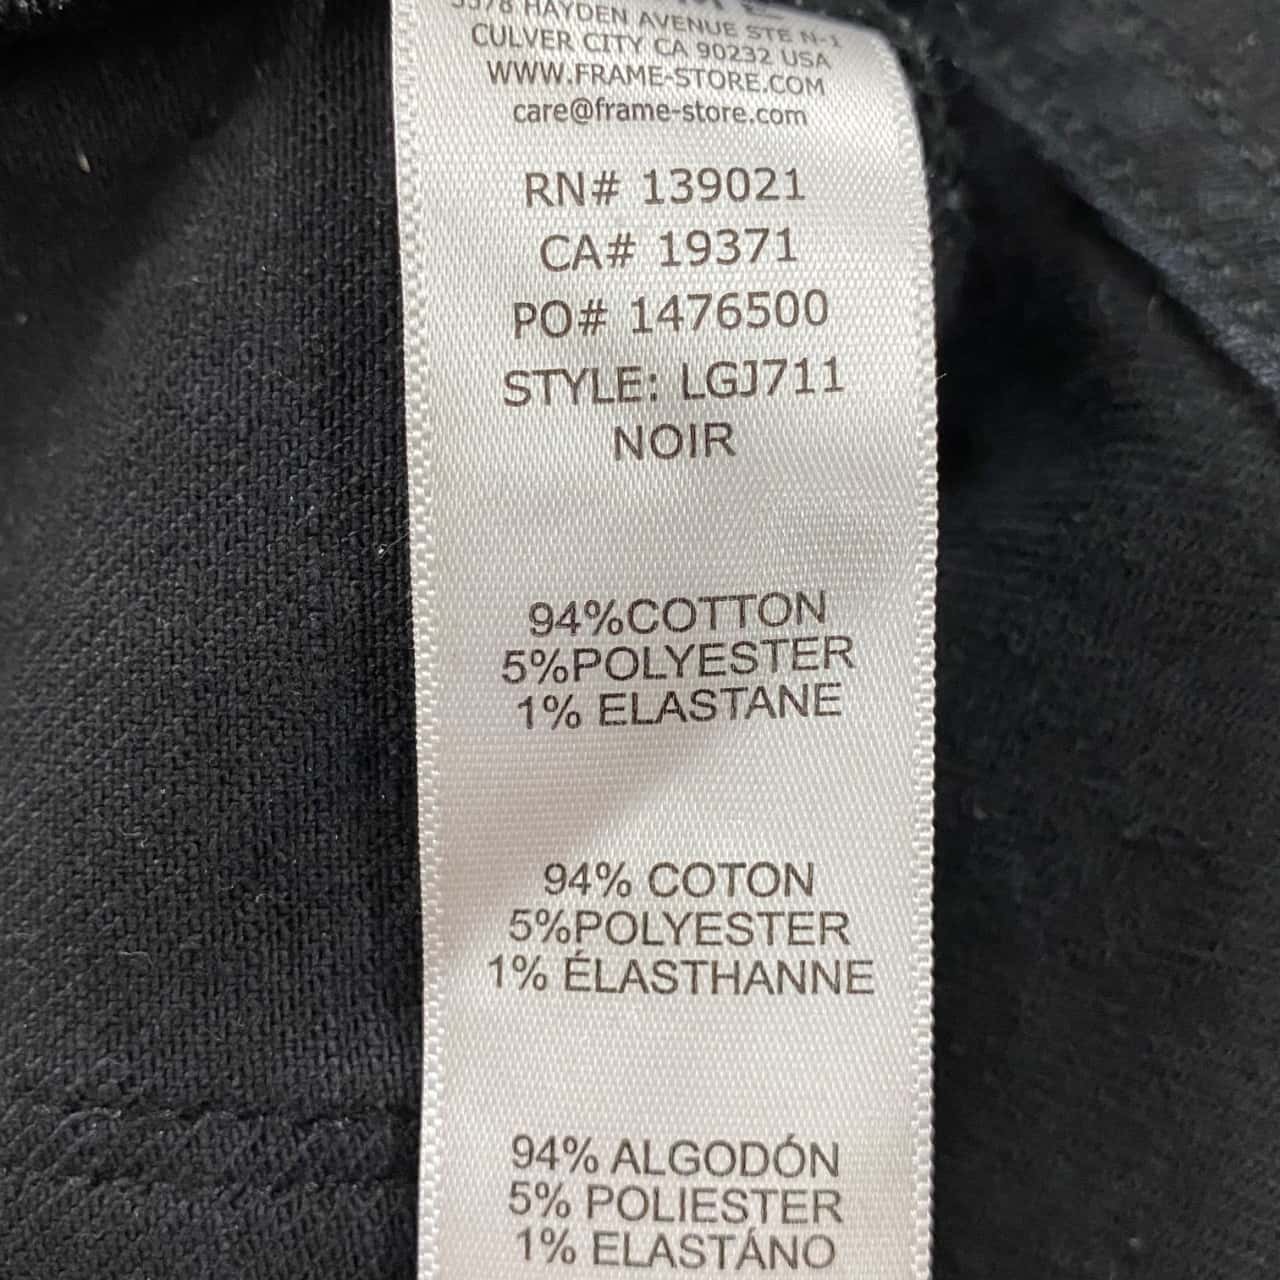 3578 HAYDEN AVENUE STE N-1
CULVER CITY CA 90232 USA
WWW.FRAME-STORE.COM
care@frame-store.com
RN# 139021
CA# 19371
PO# 1476500
STYLE: LGJ711
NOIR
94%COTTON
5%POLYESTER
1% ELASTANE
94% COTON
5%POLYESTER
1% ÉLASTHANNE
94% ALGODÓN
5% POLIESTER
1% ELASTÁNO